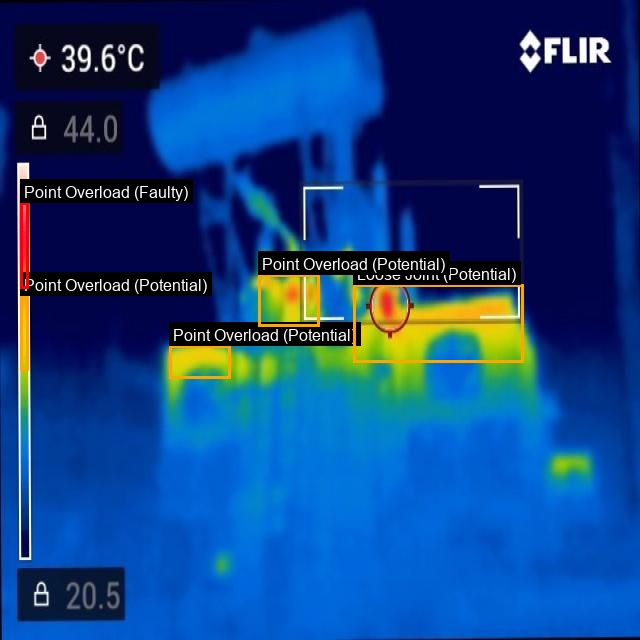 39.6°C
FLIR
44.0
Point Overload (Faulty)
Point Overload (Potential)
Point Overload (Potential)
Loose Joint (Potential)
Point Overload (Potential)
20.5